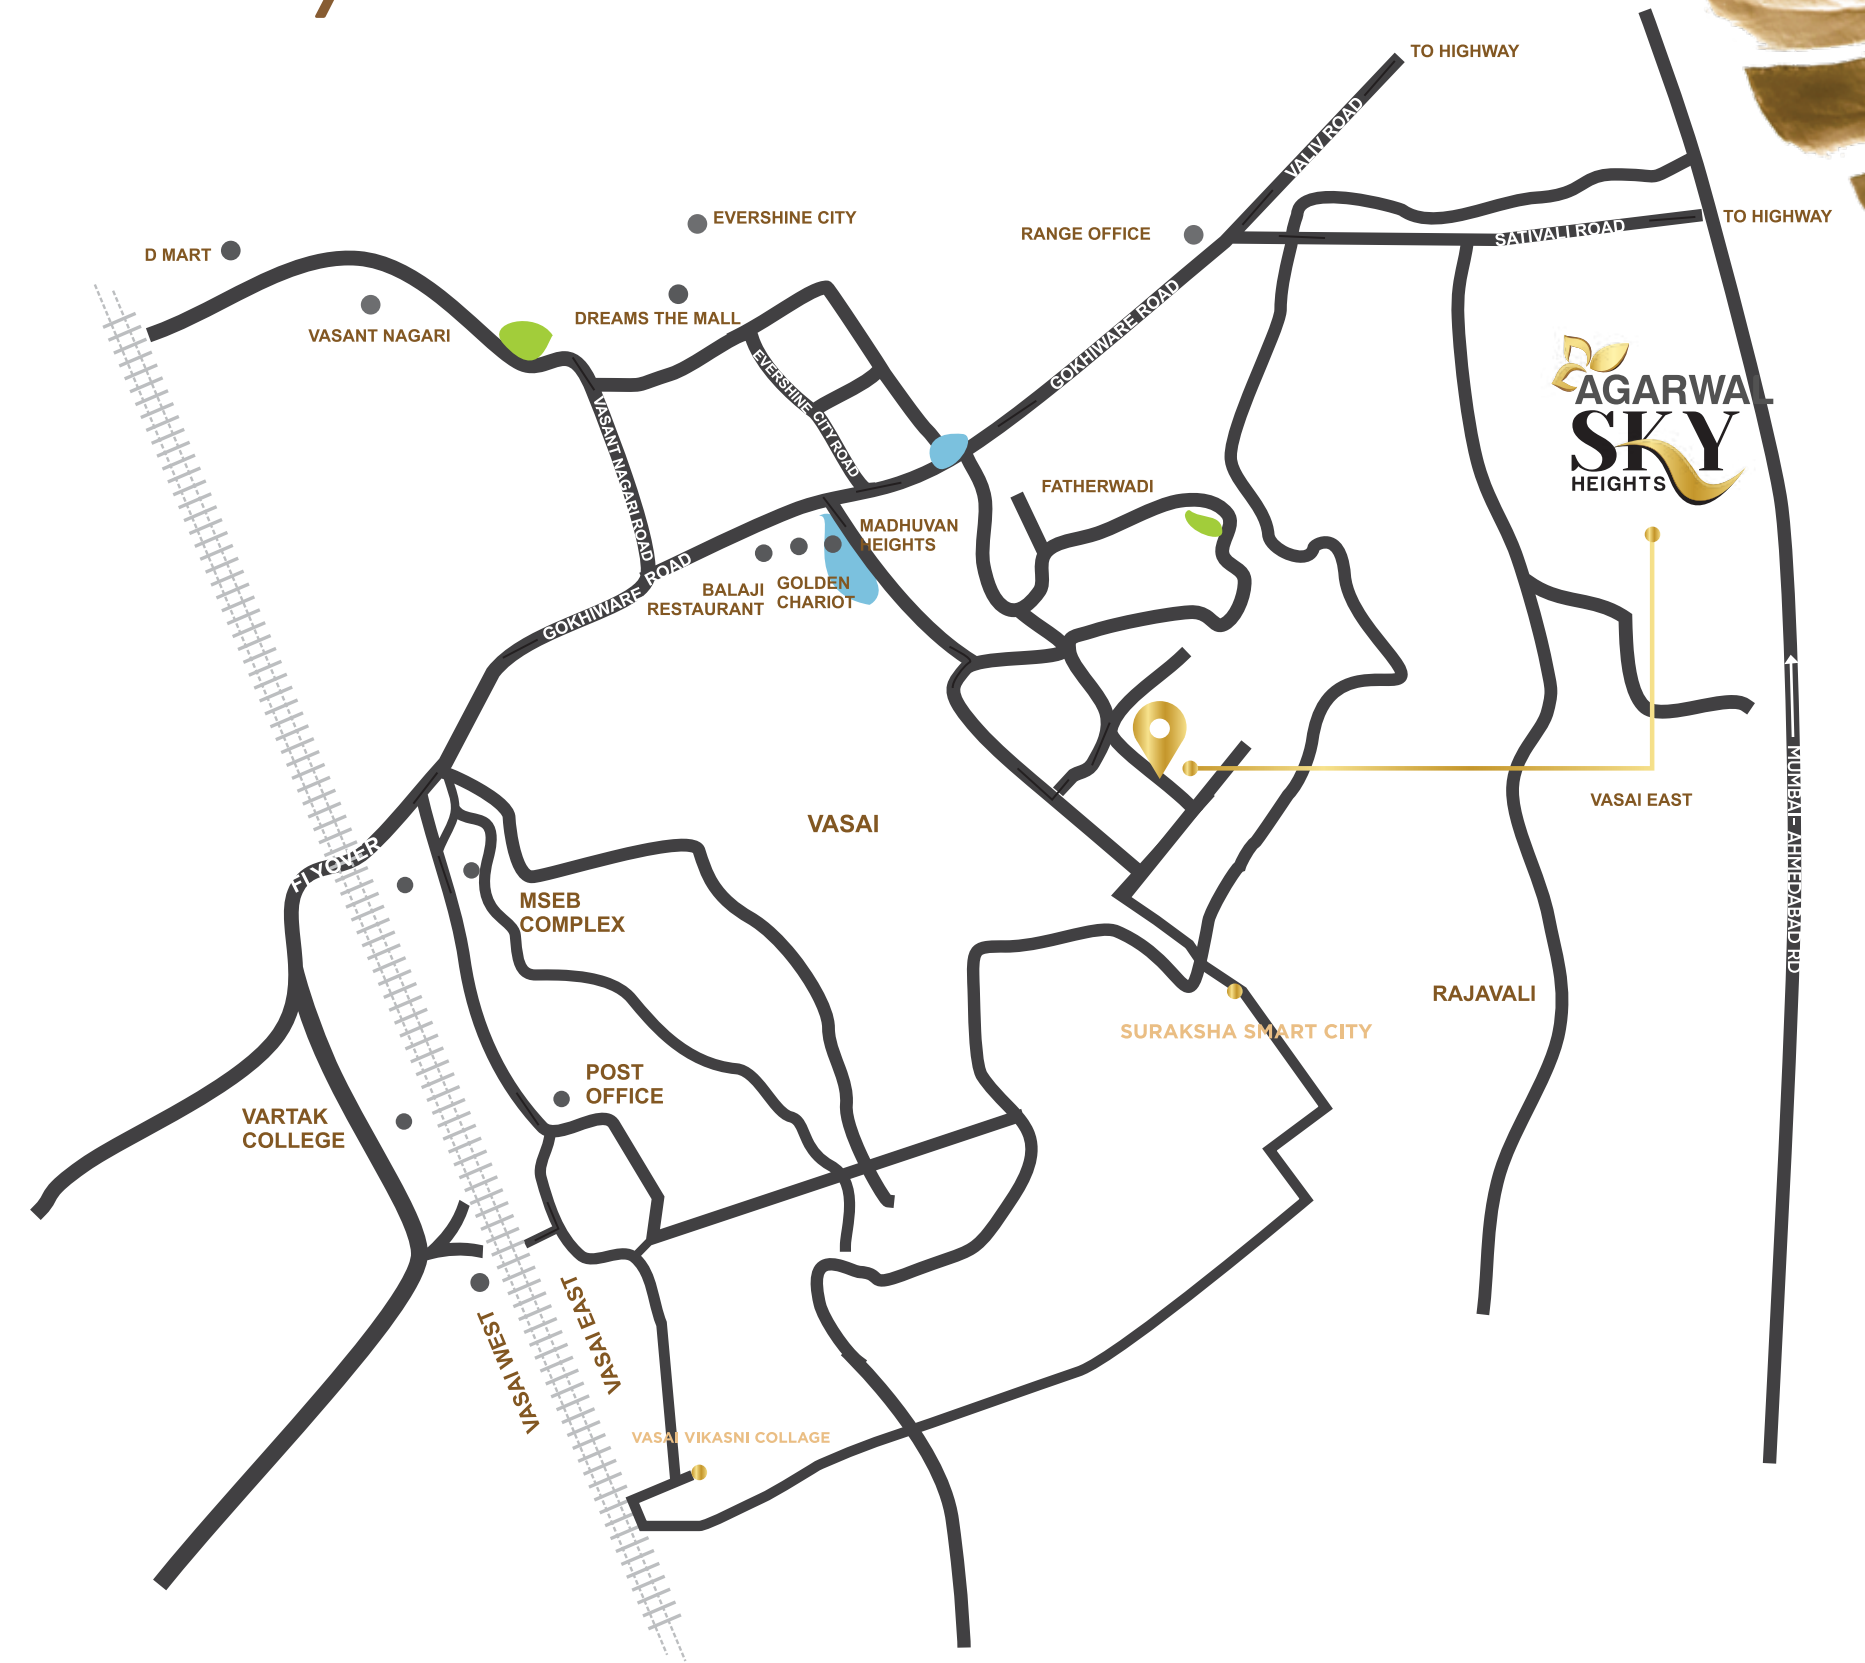 TO HIGHWAY
VALIV ROAD
EVERSHINE CITY
RANGE OFFICE
SATIVALI ROAD
TO HIGHWAY
D MART
VASANT NAGARI
DREAMS THE MALL
GOKHIWARE ROAD
EVERSHINE CITY ROAD
VASANT NAGARI ROAD
AGARWAL
SKY
HEIGHTS
FATHERWADI
MADHUVAN
HEIGHTS
BALAJI
RESTAURANT
GOLDEN
CHARIOT
GOKHIWARE ROAD
VASAI
VASAI EAST
MUMBAI - AHMEDABAD RD
FLYOVER
MSEB
COMPLEX
RAJAVALI
SURAKSHA SMART CITY
POST
OFFICE
VARTAK
COLLEGE
VASAI WEST
VASAI EAST
VASAI VIKASNI COLLAGE